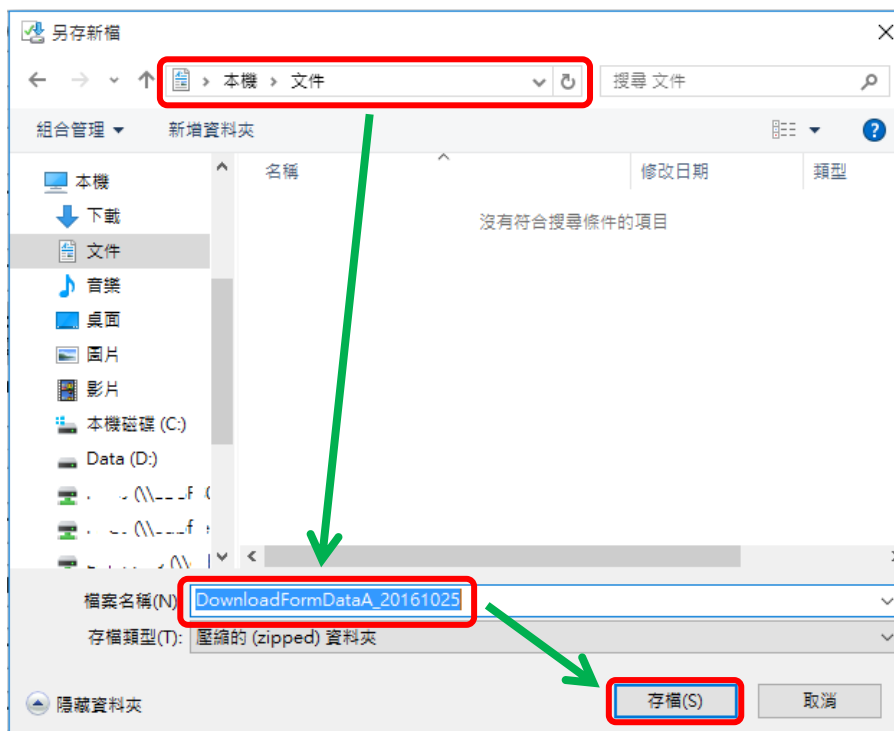 另存新檔
本機 › 文件
搜尋 文件
組合管理
新增資料夾
名稱
修改日期
類型
沒有符合搜尋條件的項目
本機
下載
文件
音樂
桌面
圖片
影片
本機磁碟 (C:)
Data (D:)
檔案名稱(N)
DownloadFormDataA_20161025
存檔類型(T):
壓縮的 (zipped) 資料夾
隱藏資料夾
存檔(S)
取消